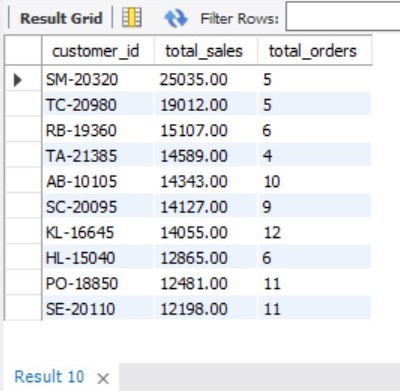 Result Grid Filter Rows:
customer_id total_sales total_orders
SM-20320 25035.00 5
TC-20980 19012.00 5
RB-19360 15107.00 6
TA-21385 14589.00 4
AB-10105 14343.00 10
SC-20095 14127.00 9
KL-16645 14055.00 12
HL-15040 12865.00 6
PO-18850 12481.00 11
SE-20110 12198.00 11
Result 10 ×